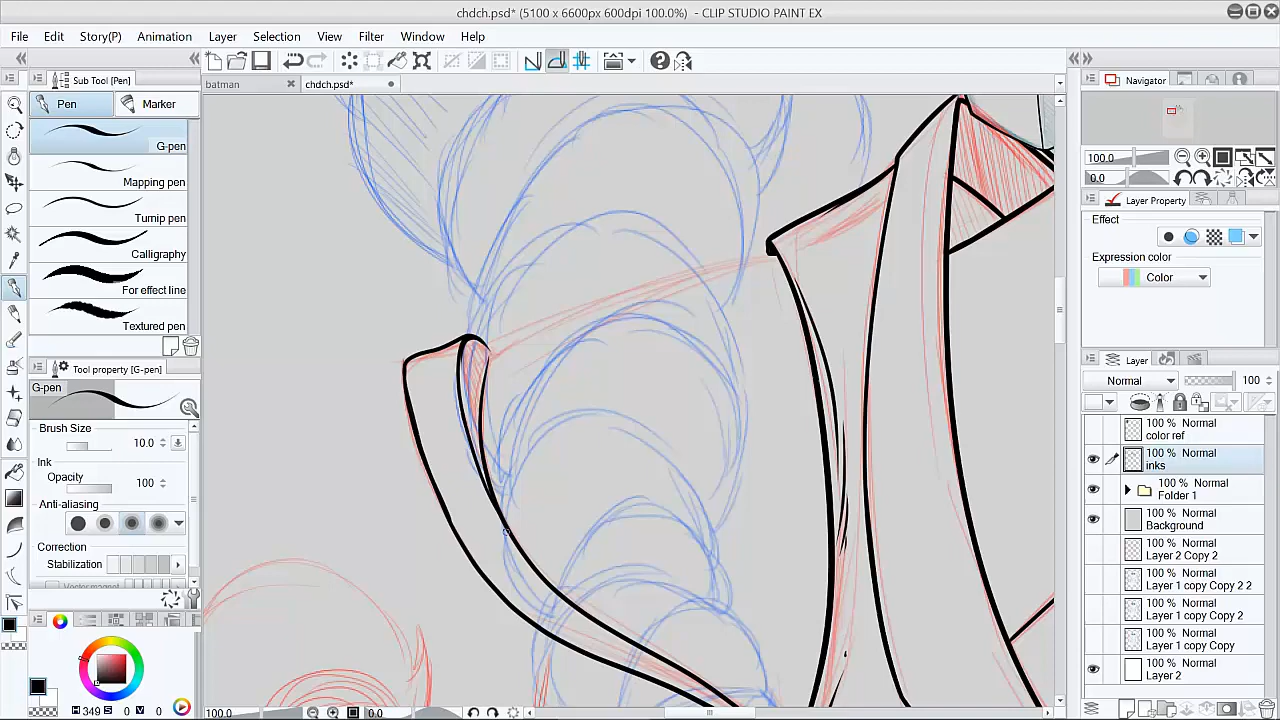 chdch.psd* (5100 x 6600px 600dpi 100.0%)  - CLIP STUDIO PAINT EX
File Edit Story(P) Animation Layer Selection View Filter Window Help
Sub Tool [Pen]
batman
chdch.psd*
Navigator
Pen
Marker
G-pen
Mapping pen
Turnip pen
Calligraphy
For effect line
Textured pen
100.0
0.0
Layer Property
Effect
Expression color
Color
Tool property [G-pen]
G-pen
Brush Size
10.0
Ink
Opacity
100
Anti-aliasing
Correction
Stabilization
Vector magnet
Layer
Normal
100
100 % Normal
color ref
100 % Normal
inks
100 % Normal
Folder 1
100 % Normal
Background
100 % Normal
Layer 2 Copy 2
100 % Normal
Layer 1 copy Copy 2 2
100 % Normal
Layer 1 copy Copy 2
100 % Normal
Layer 1 copy Copy
100 % Normal
Layer 2
H 349 S 0 V 0
100.0
0.0